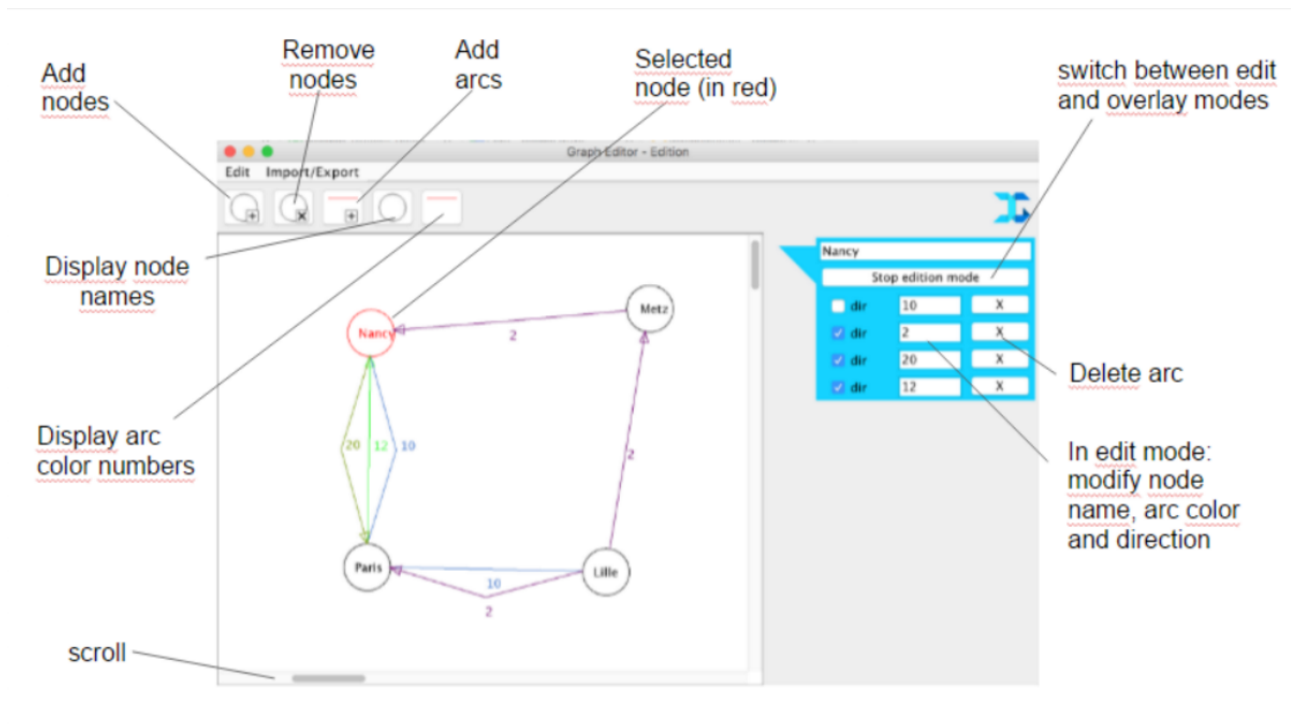 Add
nodes
Remove
nodes
Add
arcs
Selected
node (in red)
switch between edit
and overlay modes
Graph Editor - Edition
Edit Import/Export
Display node
names
Nancy
Stop edition mode
dir 10 X
dir 2 X
dir 20 X
dir 12 X
Metz
Nancy
2
Delete arc
Display arc
color numbers
20 12 10
2
In edit mode:
modify node
name, arc color
and direction
Paris
Lille
10
2
scroll